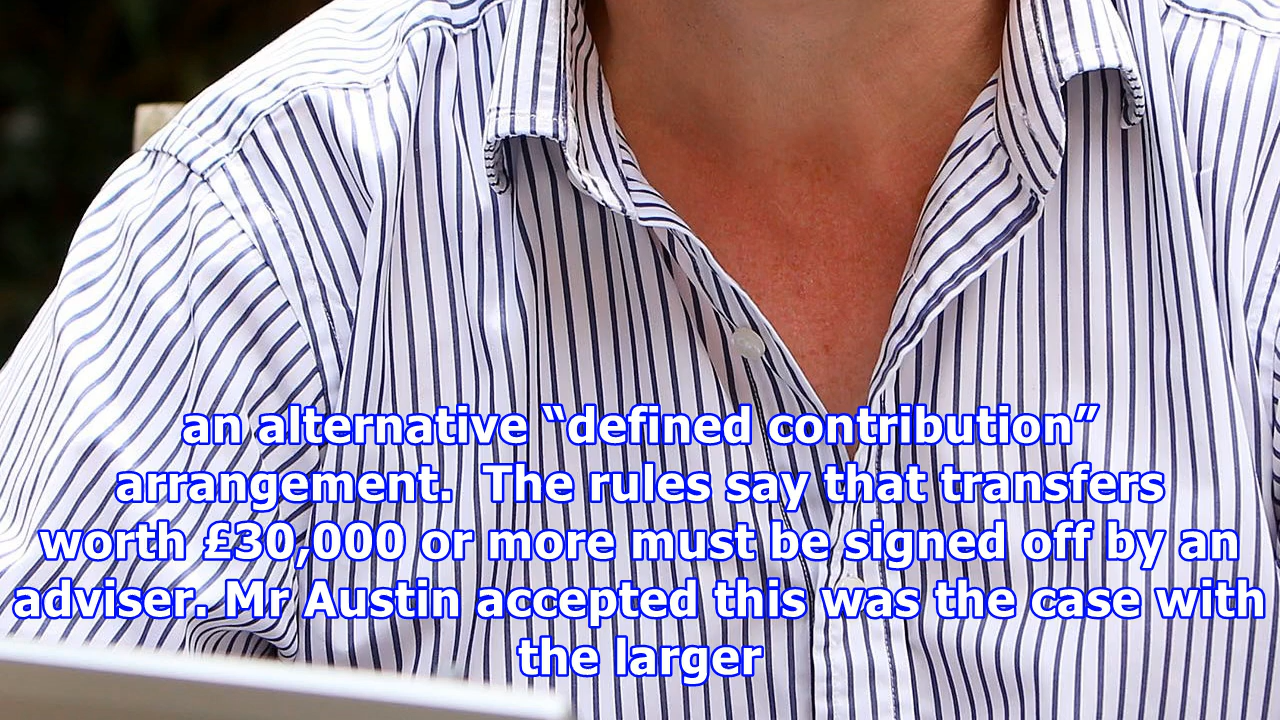 an alternative “defined contribution”
arrangement.  The rules say that transfers
worth £30,000 or more must be signed off by an
adviser. Mr Austin accepted this was the case with
the larger